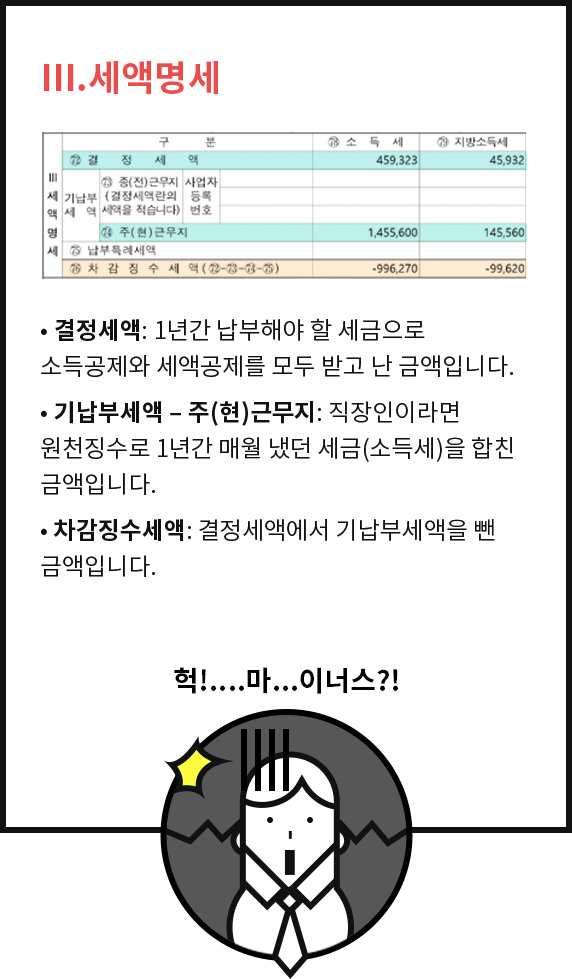 III.세액명세
구 분 ㉘ 소 득 세 ㉙ 지방소득세
㉒ 결 정 세 액 459,323 45,932
III 세 액 명 세
기납부 세 액
㉓ 종(전)근무지 (결정세액란의 세액을 적습니다)
사업자 등록 번호
㉔ 주(현)근무지 1,455,600 145,560
㉕ 납부특례세액
㉖ 차 감 징 수 세 액(㉒-㉓-㉔-㉕) -996,270 -99,620
• 결정세액: 1년간 납부해야 할 세금으로
소득공제와 세액공제를 모두 받고 난 금액입니다.
• 기납부세액 – 주(현)근무지: 직장인이라면
원천징수로 1년간 매월 냈던 세금(소득세)을 합친
금액입니다.
• 차감징수세액: 결정세액에서 기납부세액을 뺀
금액입니다.
헉!....마...이너스?!